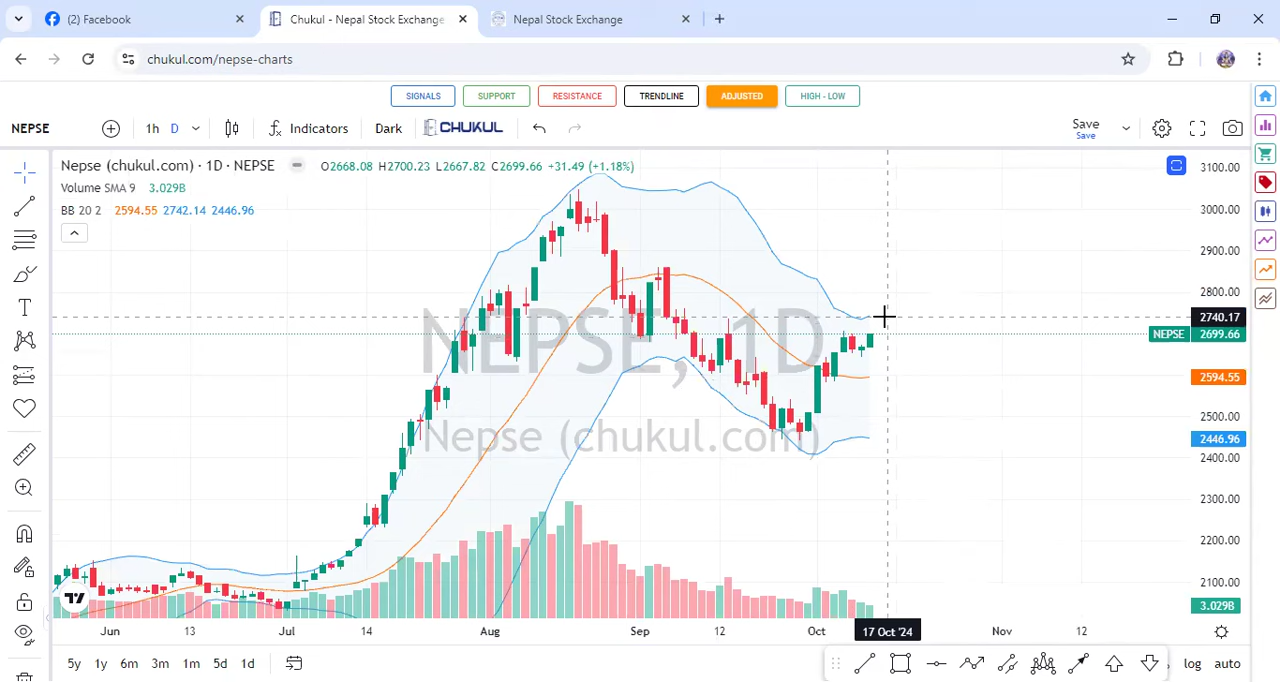 (2) Facebook
Chukul - Nepal Stock Exchange
Nepal Stock Exchange
chukul.com/nepse-charts
SIGNALS SUPPORT RESISTANCE TRENDLINE ADJUSTED HIGH - LOW
NEPSE 1h D Indicators Dark CHUKUL Save
Save
Nepse (chukul.com) · 1D · NEPSE O2668.08 H2700.23 L2667.82 C2699.66 +31.49 (+1.18%)
Volume SMA 9 3.029B
BB 20 2 2594.55 2742.14 2446.96
NEPSE, 1D
Nepse (chukul.com)
3100.00
3000.00
2900.00
2800.00
2740.17
NEPSE 2699.66
2594.55
2500.00
2446.96
2400.00
2300.00
2200.00
2100.00
3.029B
Jun 13 Jul 14 Aug Sep 12 Oct 17 Oct '24 Nov 12
5y 1y 6m 3m 1m 5d 1d log auto